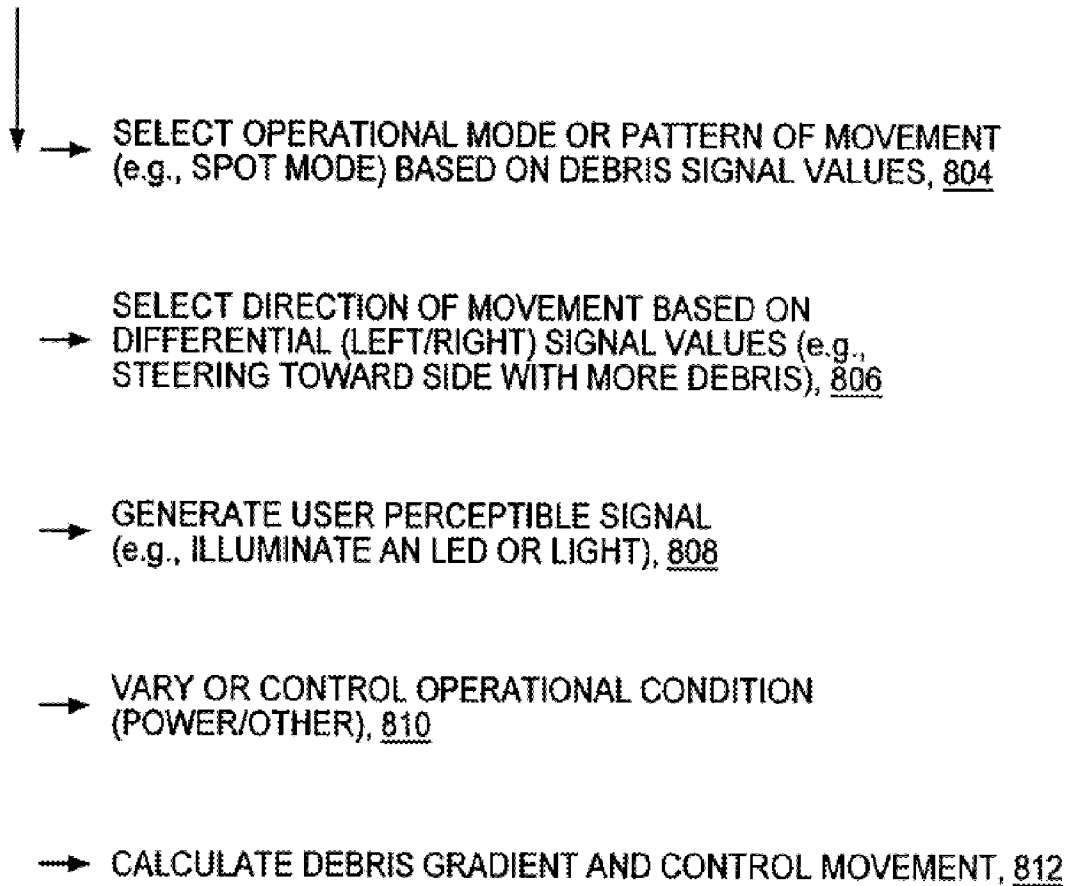 SELECT OPERATIONAL MODE OR PATTERN OF MOVEMENT
(e.g., SPOT MODE) BASED ON DEBRIS SIGNAL VALUES, 804
SELECT DIRECTION OF MOVEMENT BASED ON
DIFFERENTIAL (LEFT/RIGHT) SIGNAL VALUES (e.g.,
STEERING TOWARD SIDE WITH MORE DEBRIS), 806
GENERATE USER PERCEPTIBLE SIGNAL
(e.g., ILLUMINATE AN LED OR LIGHT), 808
VARY OR CONTROL OPERATIONAL CONDITION
(POWER/OTHER), 810
CALCULATE DEBRIS GRADIENT AND CONTROL MOVEMENT, 812